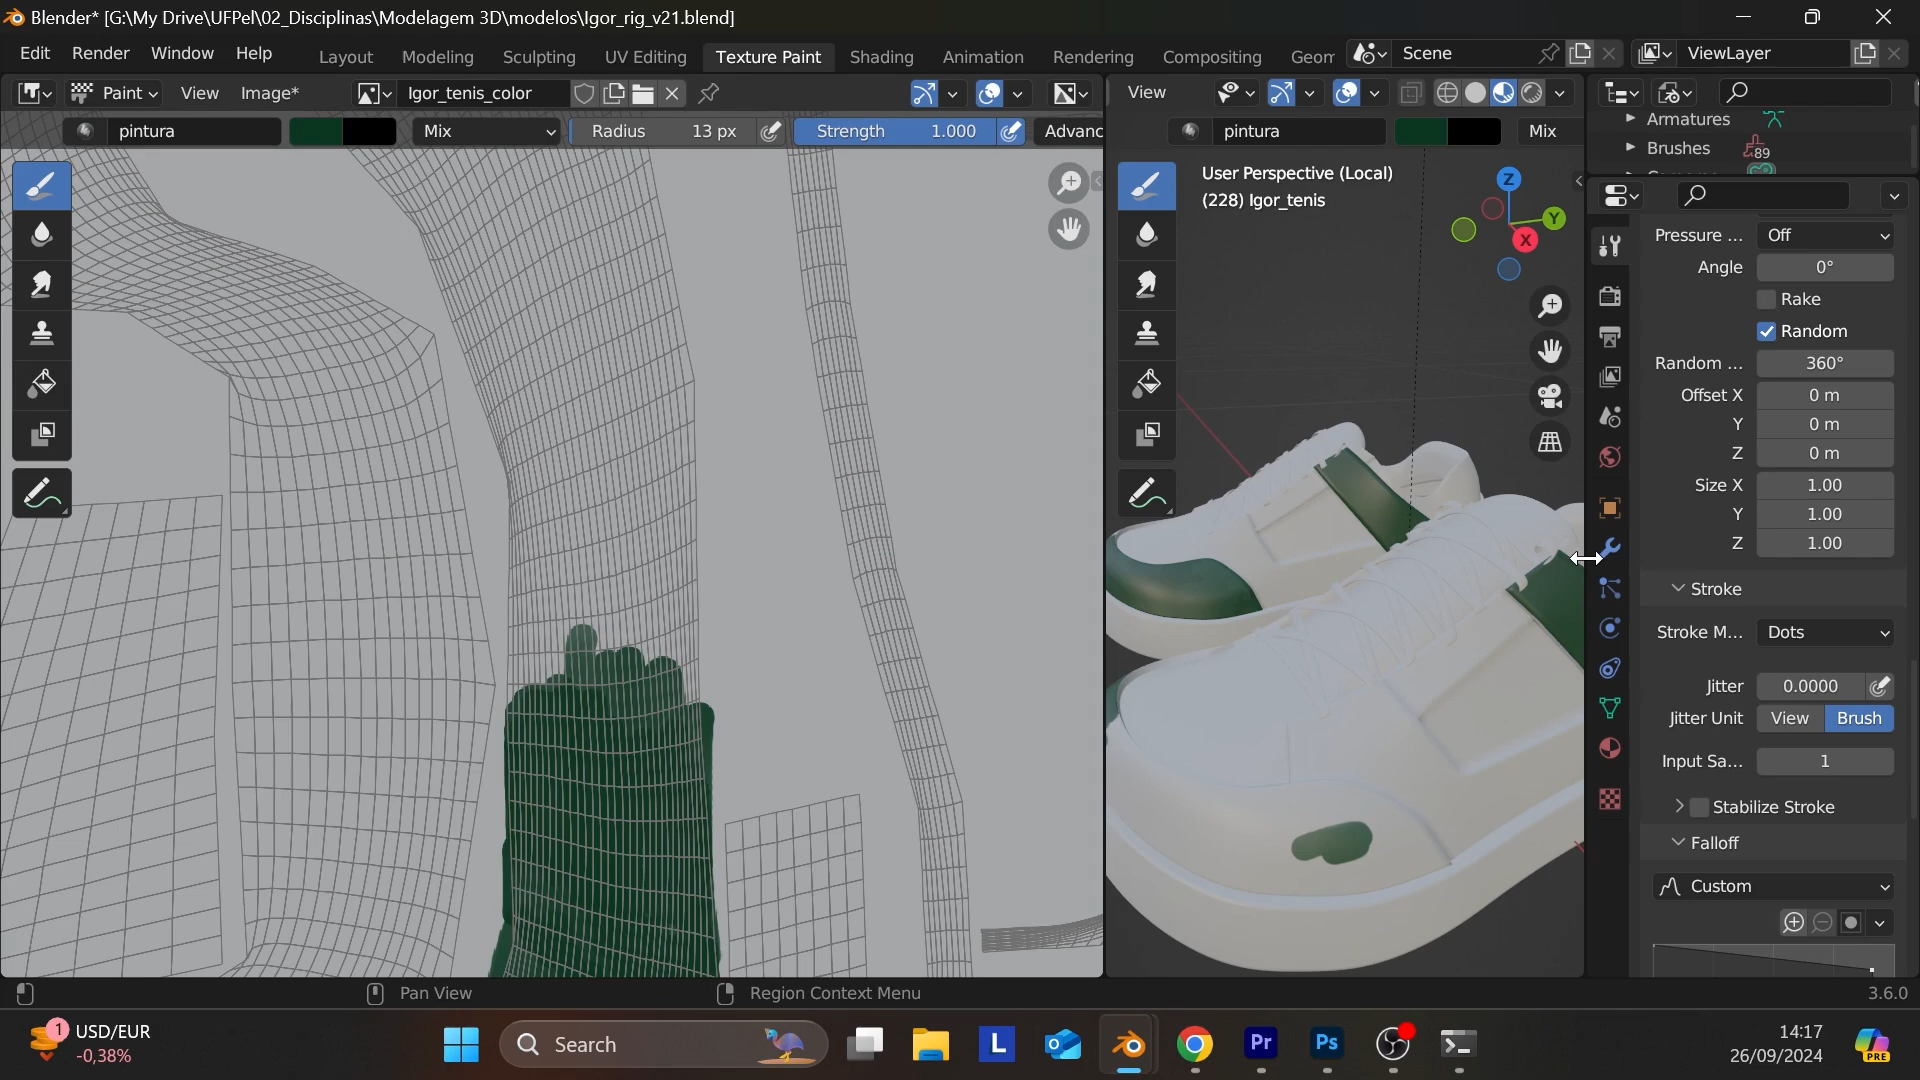 Blender* [G:\My Drive\UFPel\02_Disciplinas\Modelagem 3D\modelos\Igor_rig_v21.blend]
Edit Render Window Help Layout Modeling Sculpting UV Editing Texture Paint Shading Animation Rendering Compositing Geom Scene ViewLayer
Paint View Image* Igor_tenis_color
pintura Mix Radius 13 px Strength 1.000 Advanc
View
pintura Mix
User Perspective (Local)
(228) Igor_tenis
Z
Y
X
Armatures
Brushes 89
Pressure ... Off
Angle 0°
Rake
Random
Random ... 360°
Offset X 0 m
Y 0 m
Z 0 m
Size X 1.00
Y 1.00
Z 1.00
Stroke
Stroke M... Dots
Jitter 0.0000
Jitter Unit View Brush
Input Sa... 1
Stabilize Stroke
Falloff
Custom
Pan View Region Context Menu 3.6.0
1 USD/EUR
-0,38%
Search
L
Pr
Ps
14:17
26/09/2024
PRE